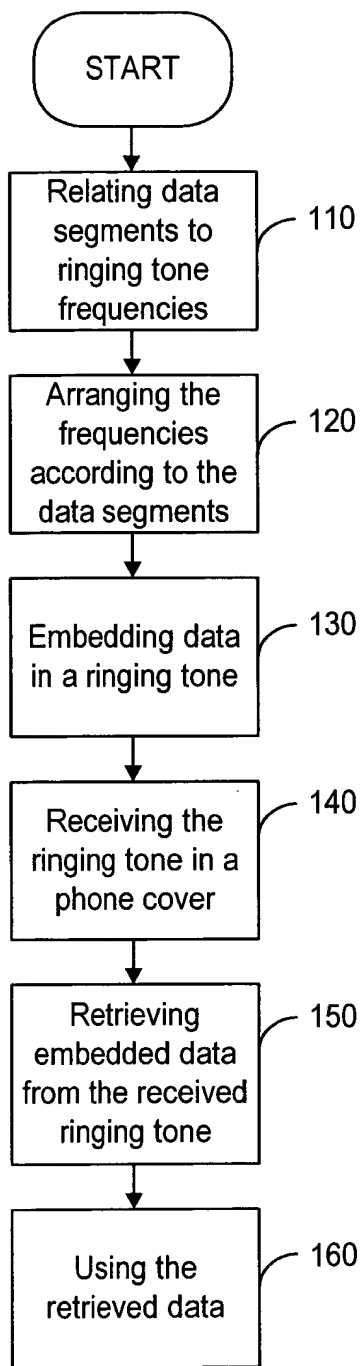 START
Relating data
segments to
ringing tone
frequencies
110
Arranging the
frequencies
according to the
data segments
120
Embedding data
in a ringing tone
130
Receiving the
ringing tone in a
phone cover
140
Retrieving
embedded data
from the received
ringing tone
150
Using the
retrieved data
160